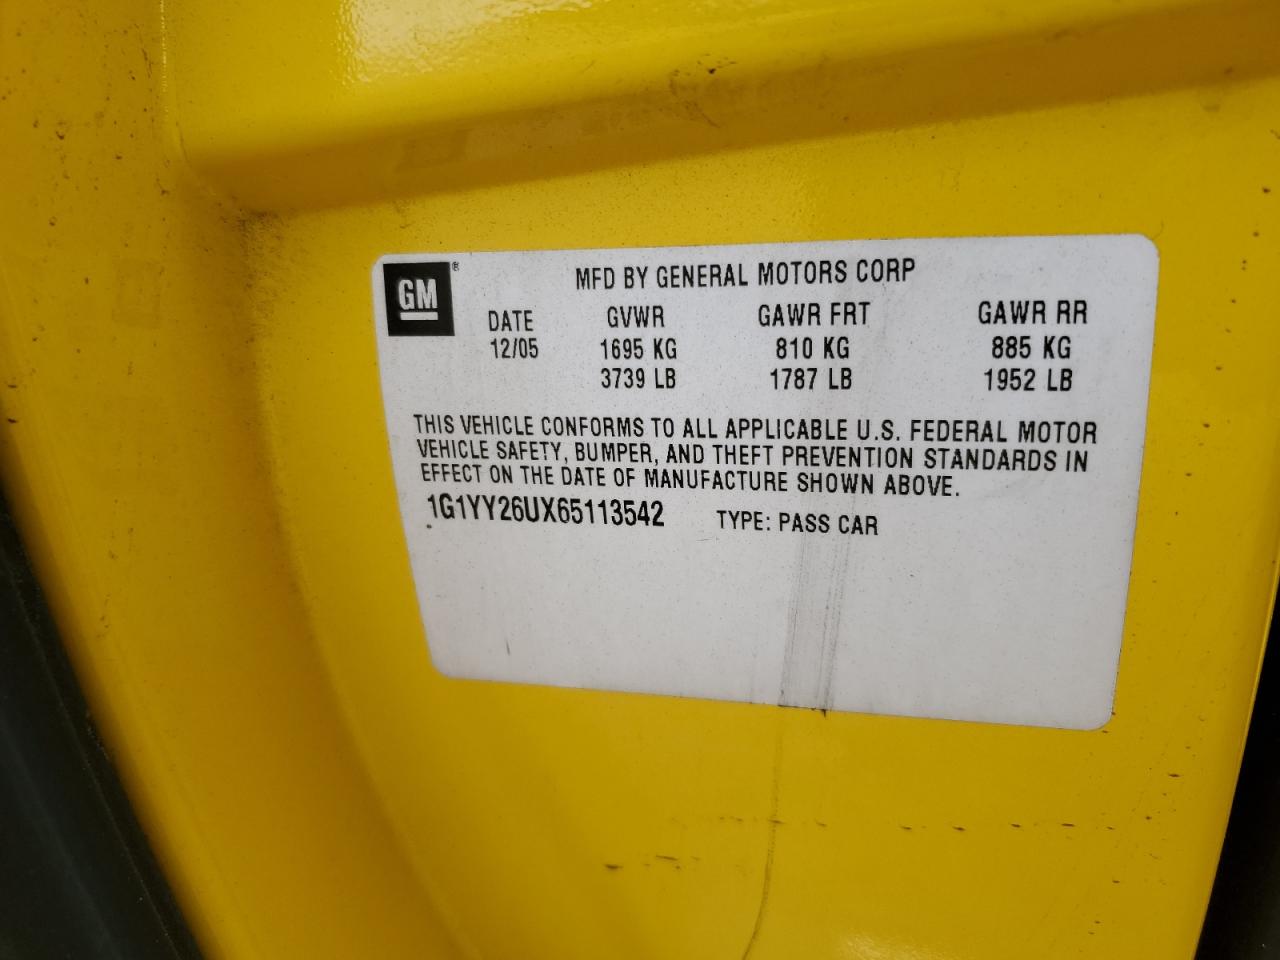 GM®
MFD BY GENERAL MOTORS CORP
DATE GVWR GAWR FRT GAWR RR
12/05 1695 KG 810 KG 885 KG
3739 LB 1787 LB 1952 LB
THIS VEHICLE CONFORMS TO ALL APPLICABLE U.S. FEDERAL MOTOR
VEHICLE SAFETY, BUMPER, AND THEFT PREVENTION STANDARDS IN
EFFECT ON THE DATE OF MANUFACTURE SHOWN ABOVE.
1G1YY26UX65113542 TYPE: PASS CAR